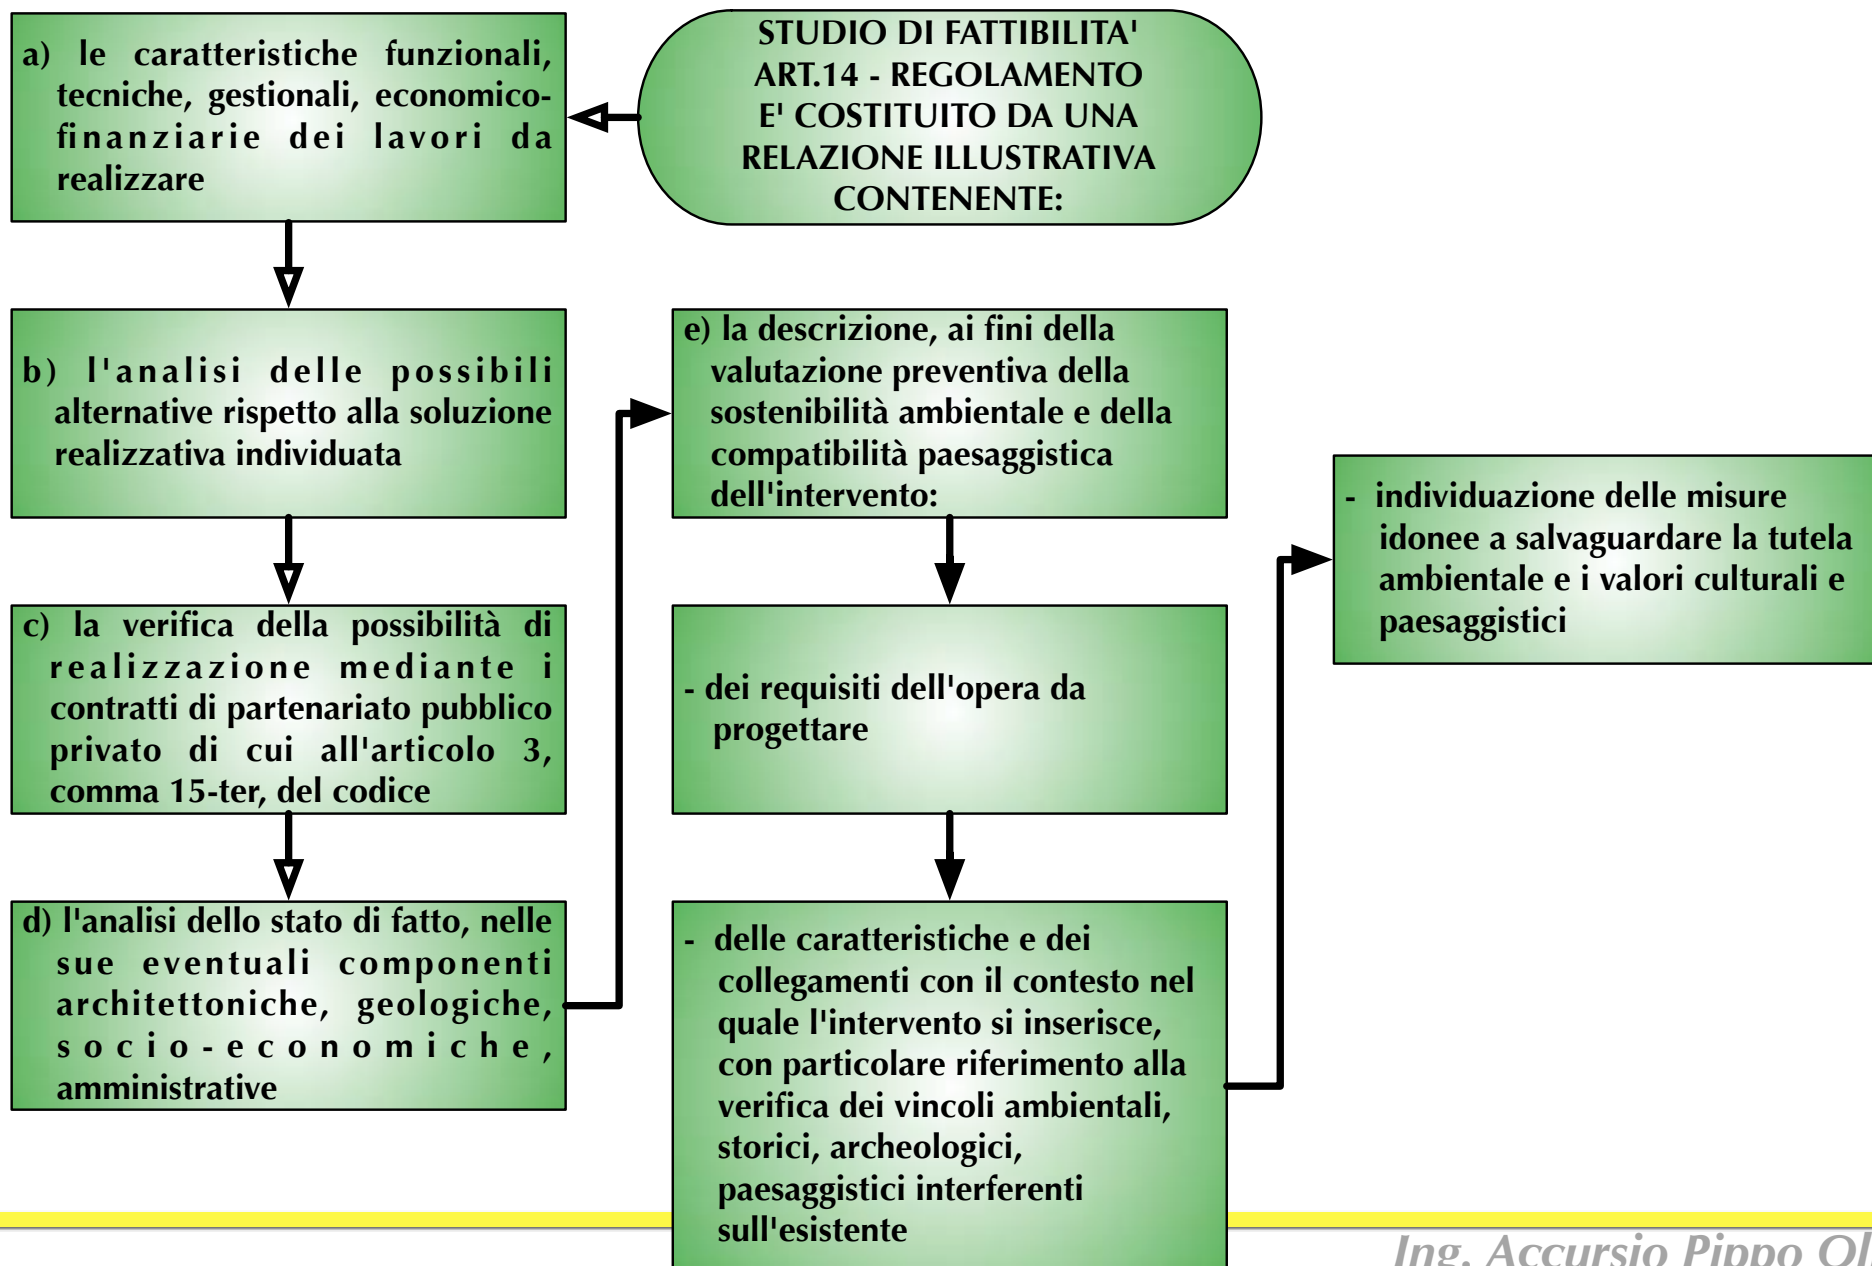 STUDIO DI FATTIBILITA'
ART.14 - REGOLAMENTO
E' COSTITUITO DA UNA
RELAZIONE ILLUSTRATIVA
CONTENENTE:
a) le caratteristiche funzionali,
tecniche, gestionali, economico-
finanziarie dei lavori da
realizzare
b) l'analisi delle possibili
alternative rispetto alla soluzione
realizzativa individuata
c) la verifica della possibilità di
realizzazione mediante i
contratti di partenariato pubblico
privato di cui all'articolo 3,
comma 15-ter, del codice
d) l'analisi dello stato di fatto, nelle
sue eventuali componenti
architettoniche, geologiche,
socio-economiche,
amministrative
e) la descrizione, ai fini della
valutazione preventiva della
sostenibilità ambientale e della
compatibilità paesaggistica
dell'intervento:
- dei requisiti dell'opera da
progettare
- delle caratteristiche e dei
collegamenti con il contesto nel
quale l'intervento si inserisce,
con particolare riferimento alla
verifica dei vincoli ambientali,
storici, archeologici,
paesaggistici interferenti
sull'esistente
- individuazione delle misure
idonee a salvaguardare la tutela
ambientale e i valori culturali e
paesaggistici
Ing. Accursio Pippo